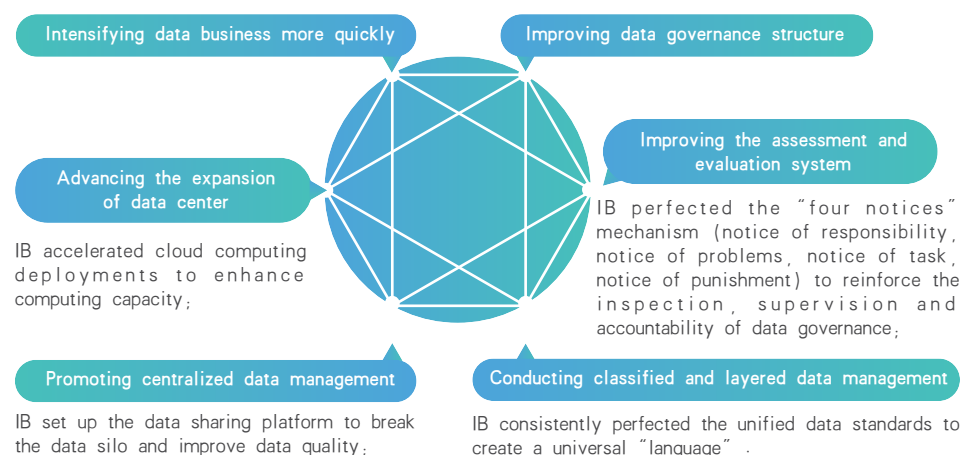 Intensifying data business more quickly
Improving data governance structure
Improving the assessment and
evaluation system
IB perfected the “four notices”
mechanism (notice of responsibility,
notice of problems, notice of task,
notice of punishment) to reinforce the
inspection, supervision and
accountability of data governance;
Advancing the expansion
of data center
IB accelerated cloud computing
deployments to enhance
computing capacity;
Promoting centralized data management
IB set up the data sharing platform to break
the data silo and improve data quality;
Conducting classified and layered data management
IB consistently perfected the unified data standards to
create a universal “language” .